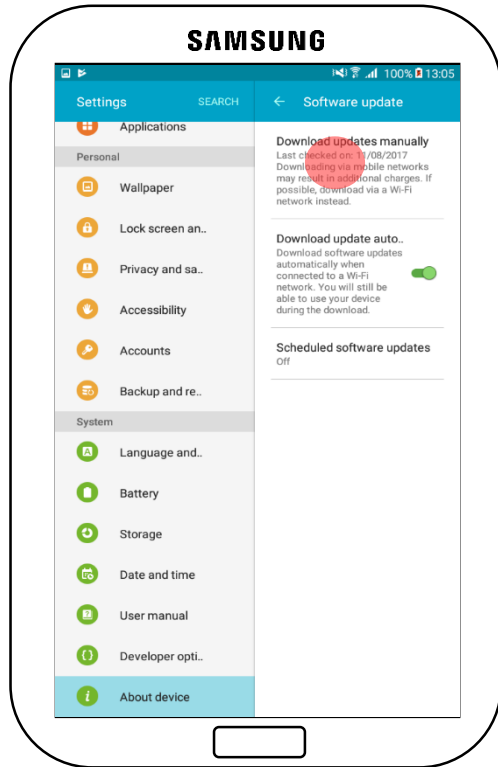 SAMSUNG
100% 13:05
Settings SEARCH
Software update
Applications
Personal
Wallpaper
Lock screen an..
Privacy and sa..
Accessibility
Accounts
Backup and re..
System
Language and..
Battery
Storage
Date and time
User manual
Developer opti..
About device
Download updates manually
Last checked on: 11/08/2017
Downloading via mobile networks
may result in additional charges. If
possible, download via a Wi-Fi
network instead.
Download update auto..
Download software updates
automatically when
connected to a Wi-Fi
network. You will still be
able to use your device
during the download.
Scheduled software updates
Off